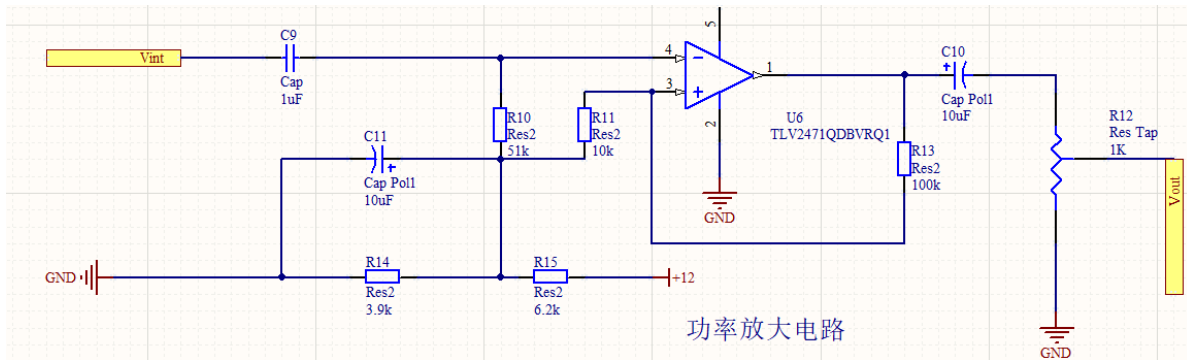 Vint
C9
Cap
1uF
4
3
5
1
2
U6
TLV2471QDBVRQ1
GND
C10
Cap Pol1
10uF
R12
Res Tap
1K
Vout
R10
Res2
51k
R11
Res2
10k
C11
Cap Pol1
10uF
R13
Res2
100k
GND
R14
Res2
3.9k
R15
Res2
6.2k
+12
功率放大电路
GND